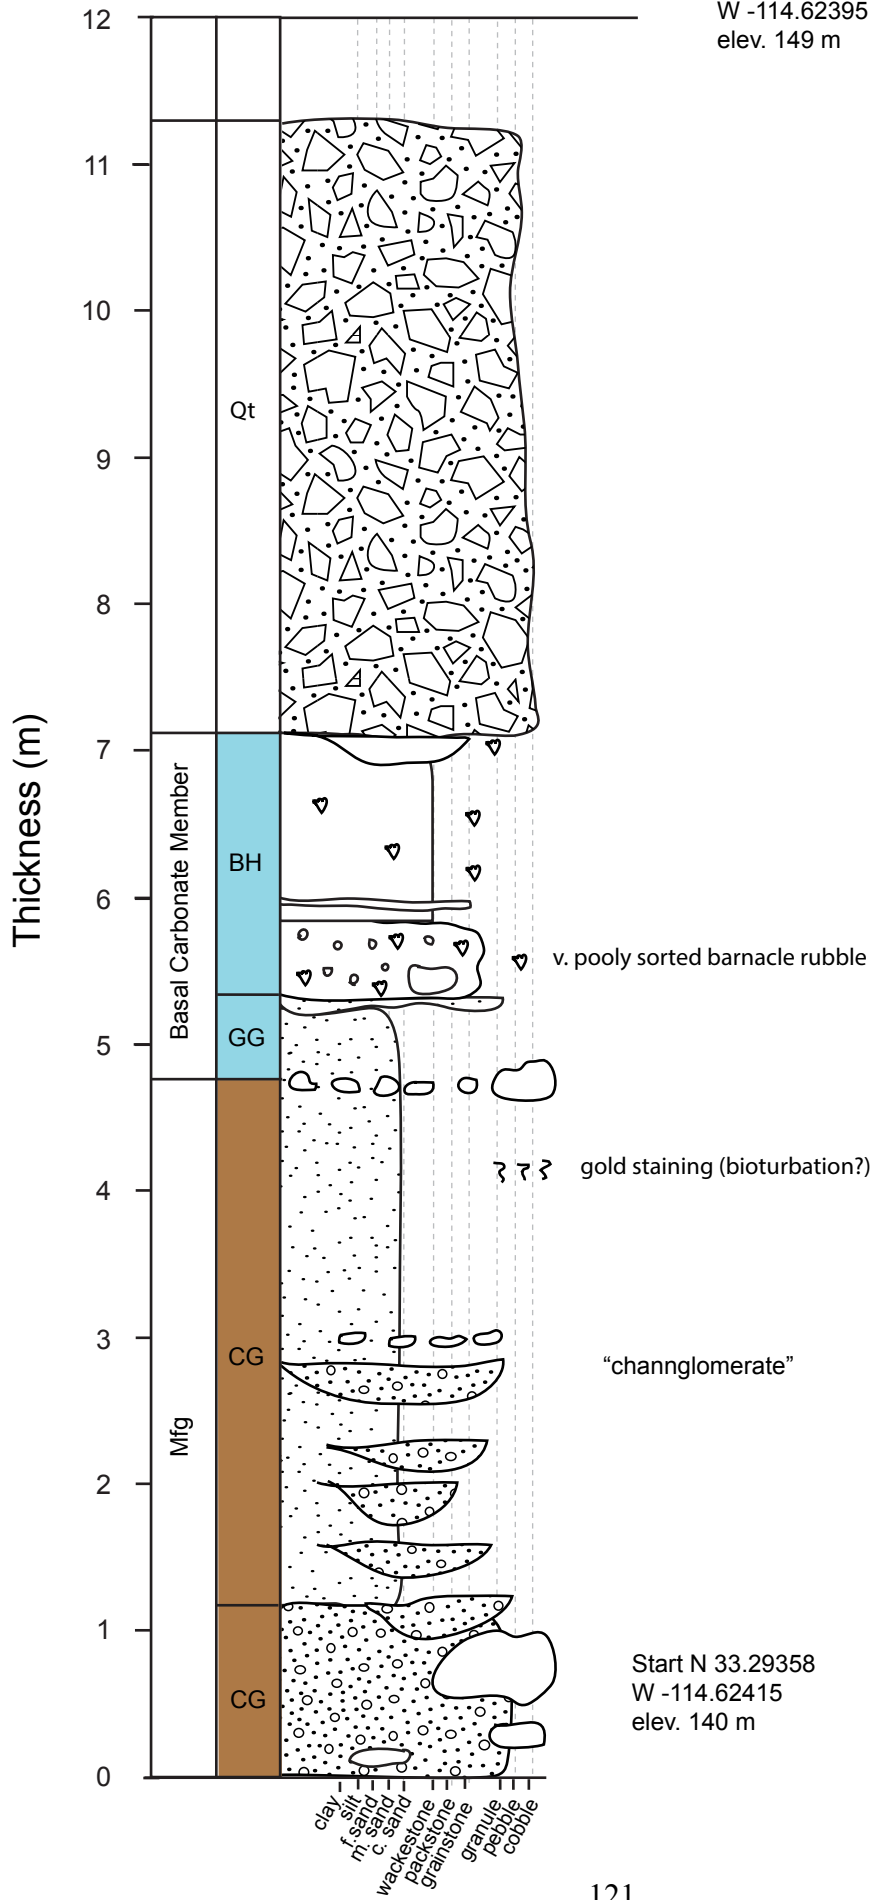 W -114.62395
elev. 149 m
12
11
10
9
8
7
6
5
4
3
2
1
0
Thickness (m)
Qt
Basal Carbonate Member
BH
GG
Mfg
CG
CG
v. pooly sorted barnacle rubble
gold staining (bioturbation?)
“channglomerate”
Start N 33.29358
W -114.62415
elev. 140 m
clay
silt
f. sand
m. sand
c. sand
wackestone
packstone
grainstone
granule
pebble
cobble
121